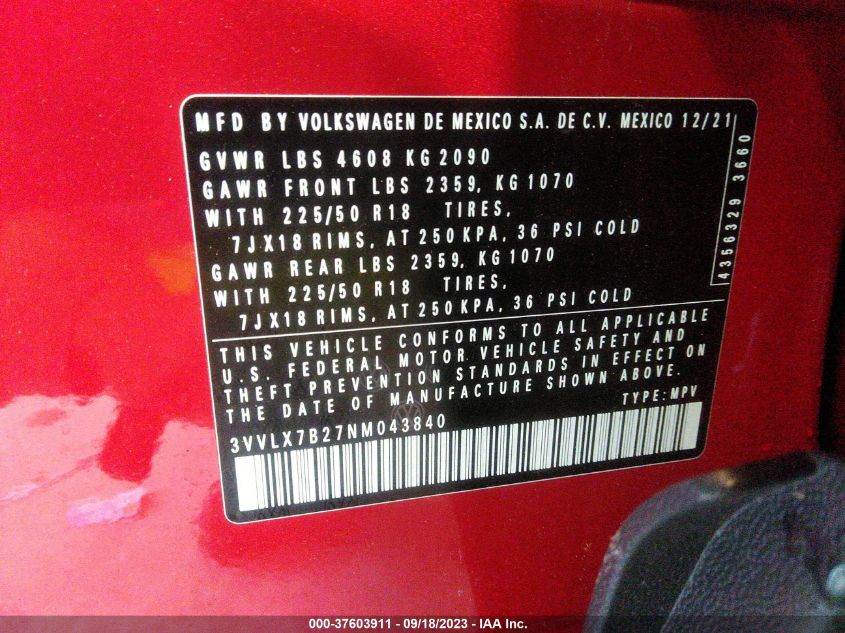 MFD BY VOLKSWAGEN DE MEXICO S.A. DE C.V. MEXICO 12/21
GVWR LBS 4608 KG 2090
GAWR FRONT LBS 2359, KG 1070
WITH 225/50 R18 TIRES,
7JX18 RIMS, AT 250 KPA, 36 PSI COLD
GAWR REAR LBS 2359, KG 1070
WITH 225/50 R18 TIRES,
7JX18 RIMS, AT 250 KPA, 36 PSI COLD
4356329 3660
THIS VEHICLE CONFORMS TO ALL APPLICABLE
U.S. FEDERAL MOTOR VEHICLE SAFETY AND
THEFT PREVENTION STANDARDS IN EFFECT ON
THE DATE OF MANUFACTURE SHOWN ABOVE.
TYPE: MPV
3VVLX7B27NM043840
000-37603911 - 09/18/2023 - IAA Inc.